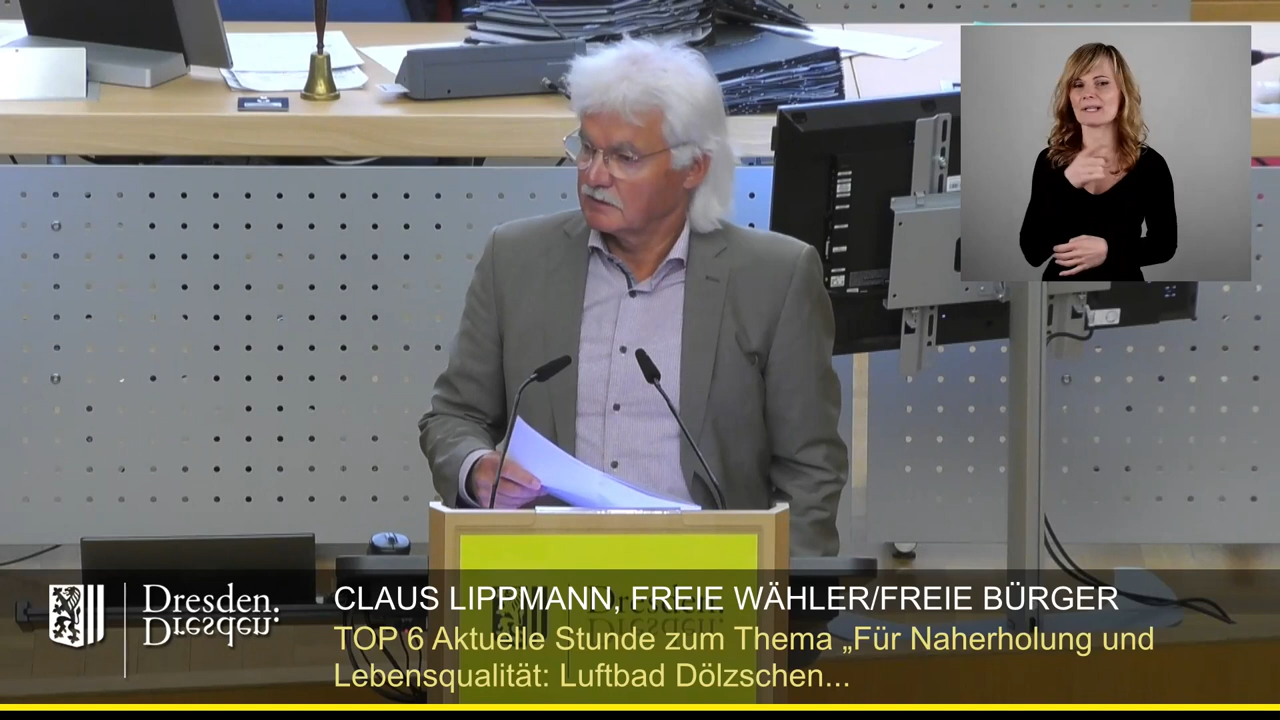 Dresden.
Dresden.
CLAUS LIPPMANN, FREIE WÄHLER/FREIE BÜRGER
TOP 6 Aktuelle Stunde zum Thema „Für Naherholung und
Lebensqualität: Luftbad Dölzschen...